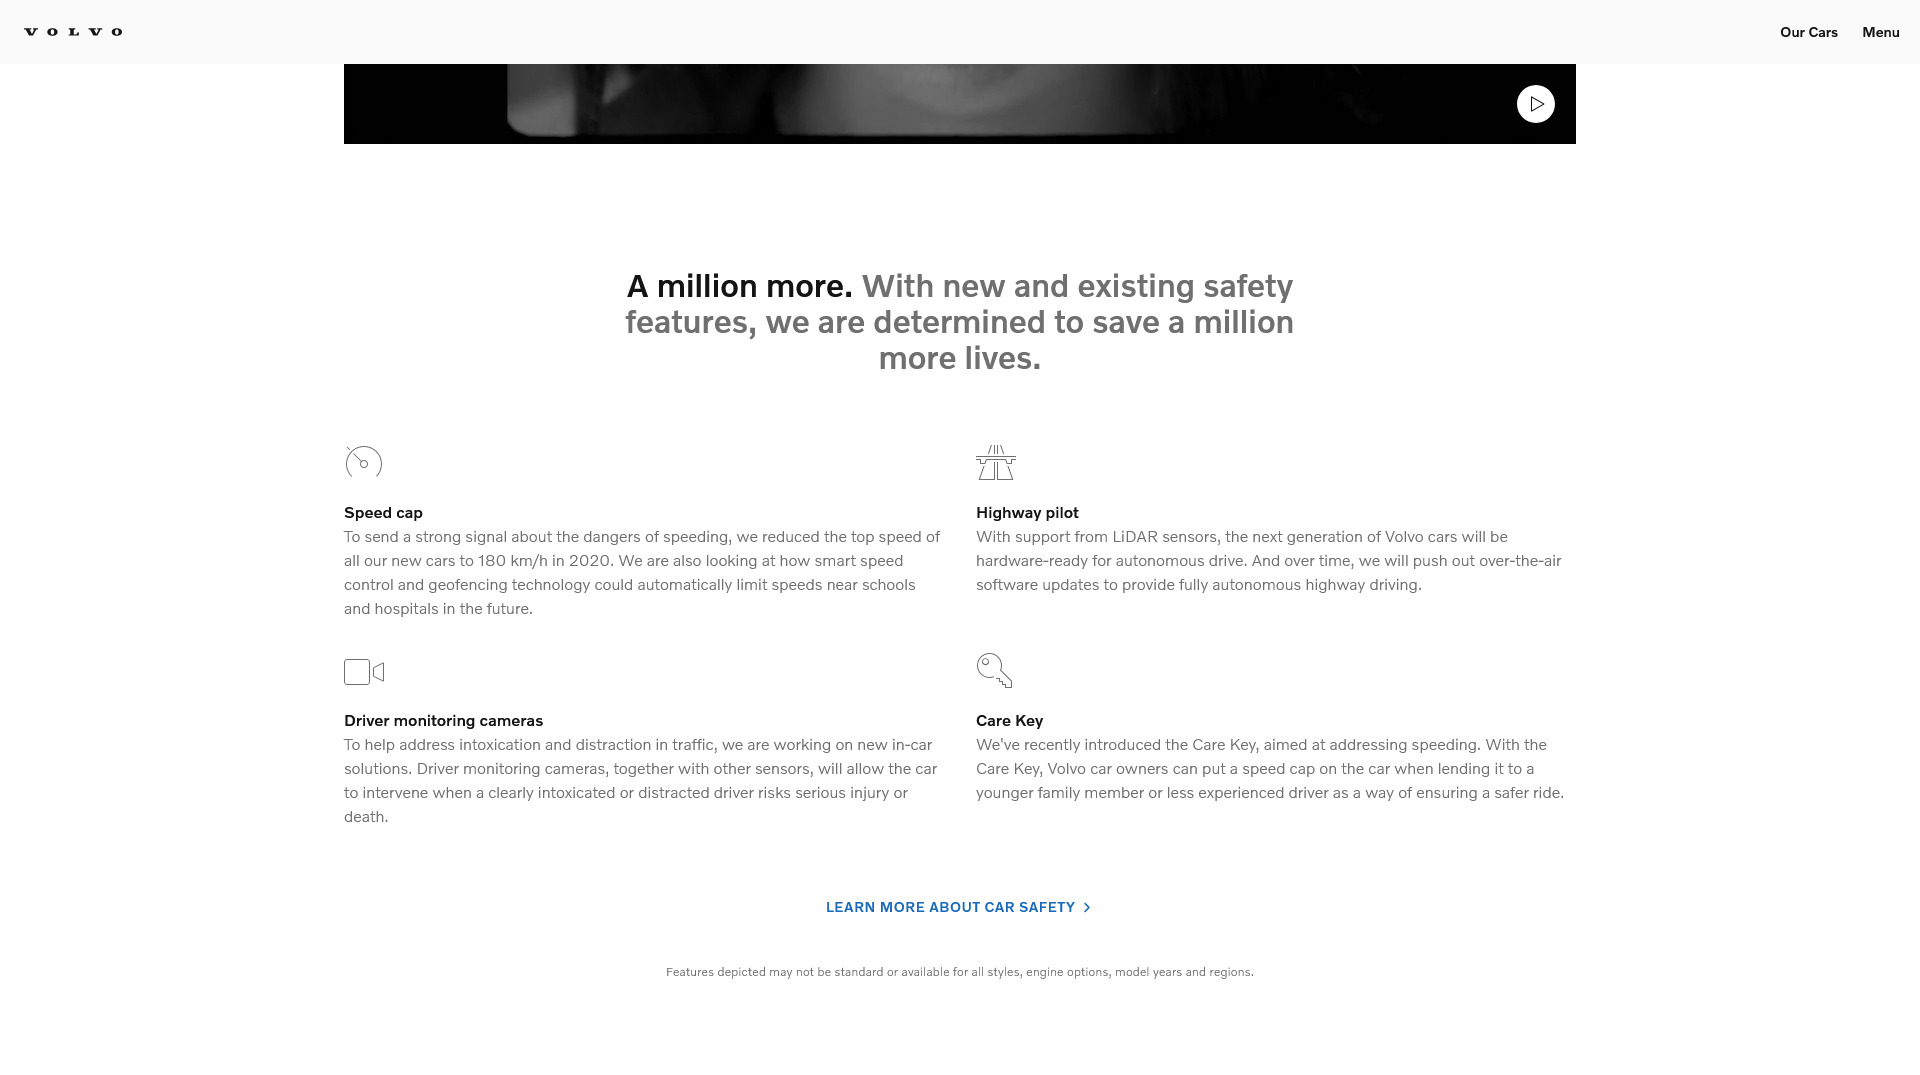 VOLVO
Our Cars
Menu
A million more. With new and existing safety
features, we are determined to save a million
more lives.
Speed cap
To send a strong signal about the dangers of speeding, we reduced the top speed of
all our new cars to 180 km/h in 2020. We are also looking at how smart speed
control and geofencing technology could automatically limit speeds near schools
and hospitals in the future.
Highway pilot
With support from LiDAR sensors, the next generation of Volvo cars will be
hardware-ready for autonomous drive. And over time, we will push out over-the-air
software updates to provide fully autonomous highway driving.
Driver monitoring cameras
To help address intoxication and distraction in traffic, we are working on new in-car
solutions. Driver monitoring cameras, together with other sensors, will allow the car
to intervene when a clearly intoxicated or distracted driver risks serious injury or
death.
Care Key
We've recently introduced the Care Key, aimed at addressing speeding. With the
Care Key, Volvo car owners can put a speed cap on the car when lending it to a
younger family member or less experienced driver as a way of ensuring a safer ride.
LEARN MORE ABOUT CAR SAFETY
Features depicted may not be standard or available for all styles, engine options, model years and regions.